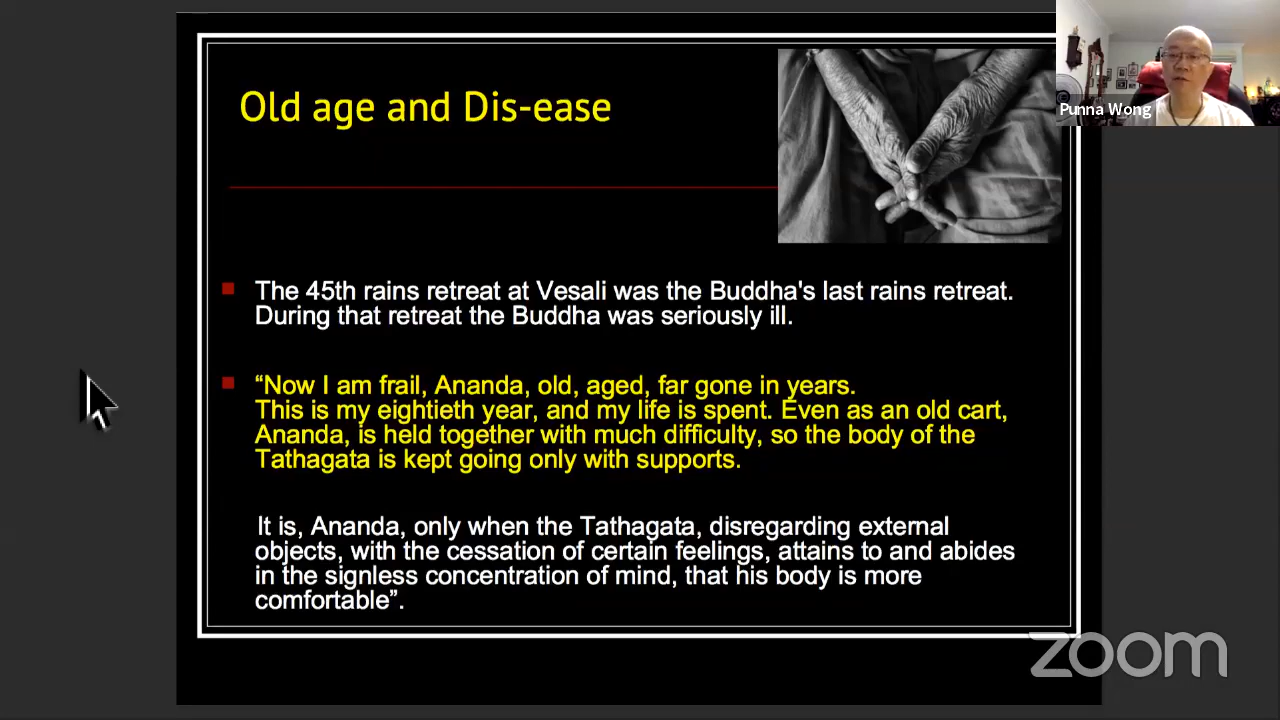 Old age and Dis-ease
Punna Wong
The 45th rains retreat at Vesali was the Buddha's last rains retreat.
During that retreat the Buddha was seriously ill.
“Now I am frail, Ananda, old, aged, far gone in years.
This is my eightieth year, and my life is spent. Even as an old cart,
Ananda, is held together with much difficulty, so the body of the
Tathagata is kept going only with supports.
It is, Ananda, only when the Tathagata, disregarding external
objects, with the cessation of certain feelings, attains to and abides
in the signless concentration of mind, that his body is more
comfortable”.
zoom